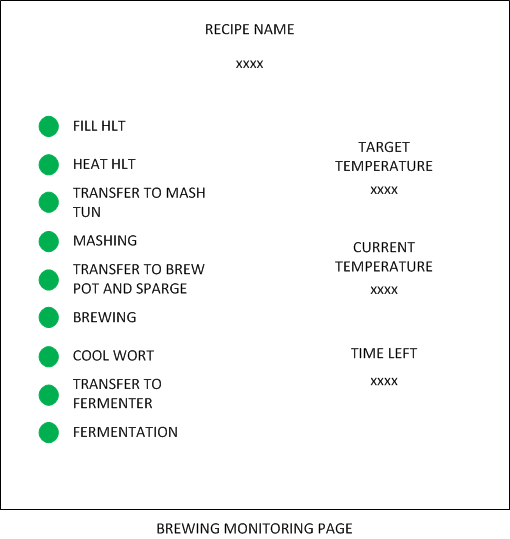 RECIPE NAME
xxxx
FILL HLT
HEAT HLT
TRANSFER TO MASH
TUN
MASHING
TRANSFER TO BREW
POT AND SPARGE
BREWING
COOL WORT
TRANSFER TO
FERMENTER
FERMENTATION
TARGET
TEMPERATURE
xxxx
CURRENT
TEMPERATURE
xxxx
TIME LEFT
xxxx
BREWING MONITORING PAGE